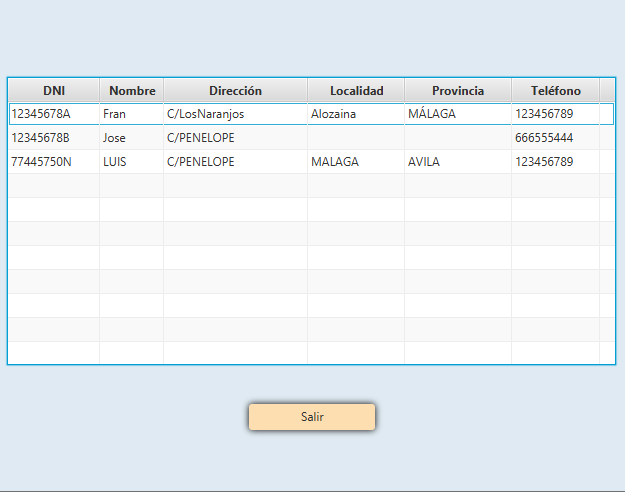 DNI Nombre Dirección Localidad Provincia Teléfono
12345678A Fran C/LosNaranjos Alozaina MÁLAGA 123456789
12345678B Jose C/PENELOPE 666555444
77445750N LUIS C/PENELOPE MALAGA AVILA 123456789
Salir